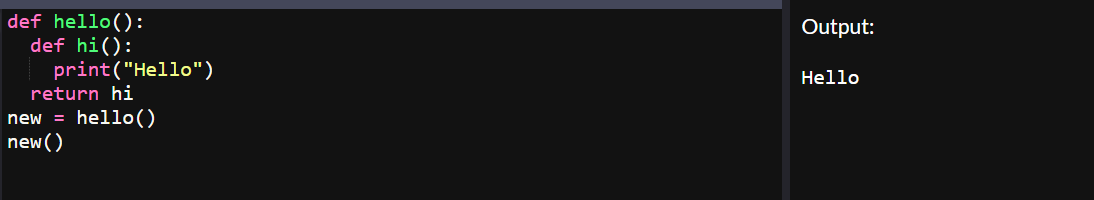 def hello():
  def hi():
    print("Hello")
  return hi
new = hello()
new()
Output:
Hello